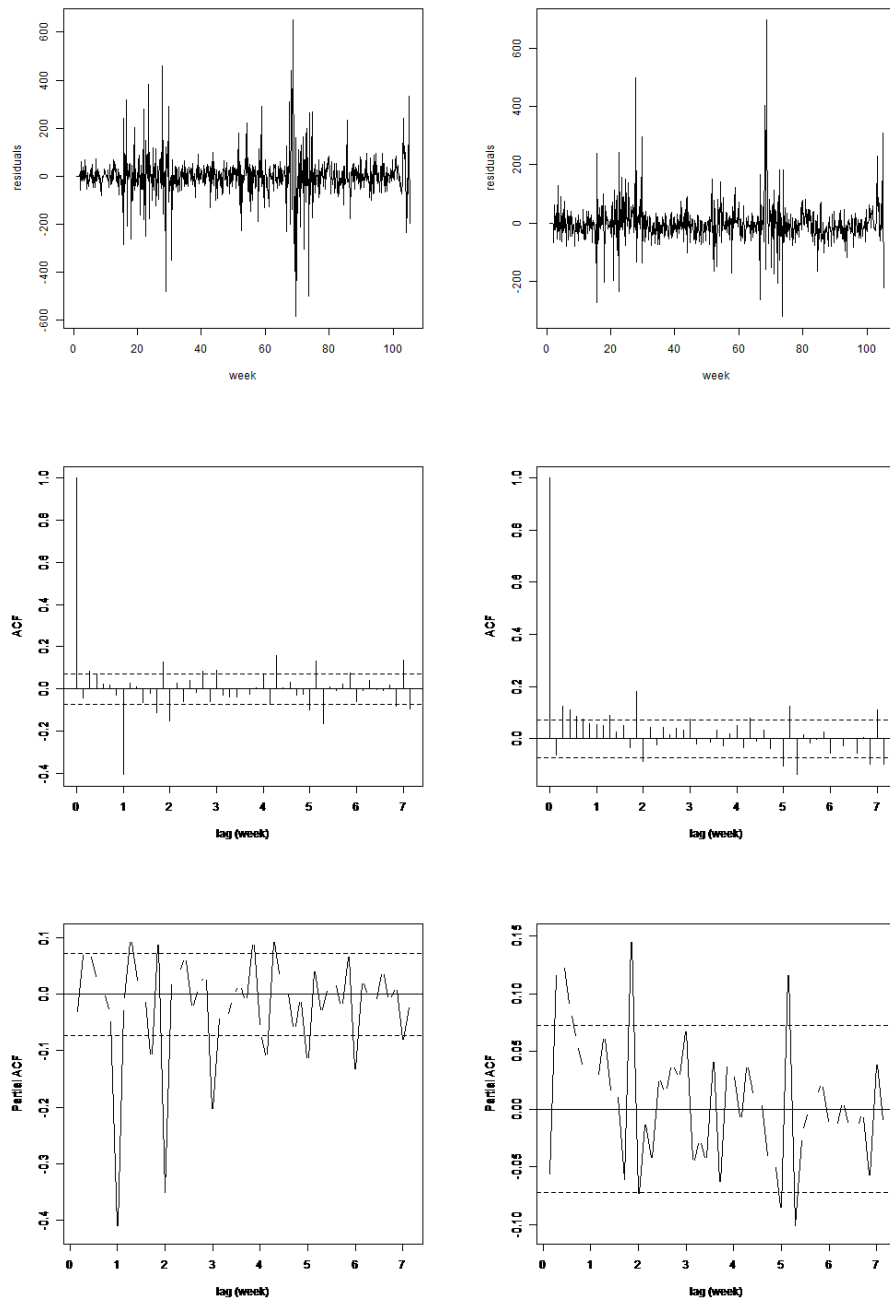 600
400
200
0
-200
-400
-600
residuals
0 20 40 60 80 100
week
600
400
200
0
-200
residuals
0 20 40 60 80 100
week
1.0
0.8
0.6
0.4
0.2
0.0
-0.2
-0.4
ACF
0 1 2 3 4 5 6 7
lag (week)
1.0
0.8
0.6
0.4
0.2
0.0
ACF
0 1 2 3 4 5 6 7
lag (week)
0.1
0.0
-0.1
-0.2
-0.3
-0.4
Partial ACF
0 1 2 3 4 5 6 7
lag (week)
0.15
0.10
0.05
0.00
-0.05
-0.10
Partial ACF
0 1 2 3 4 5 6 7
lag (week)